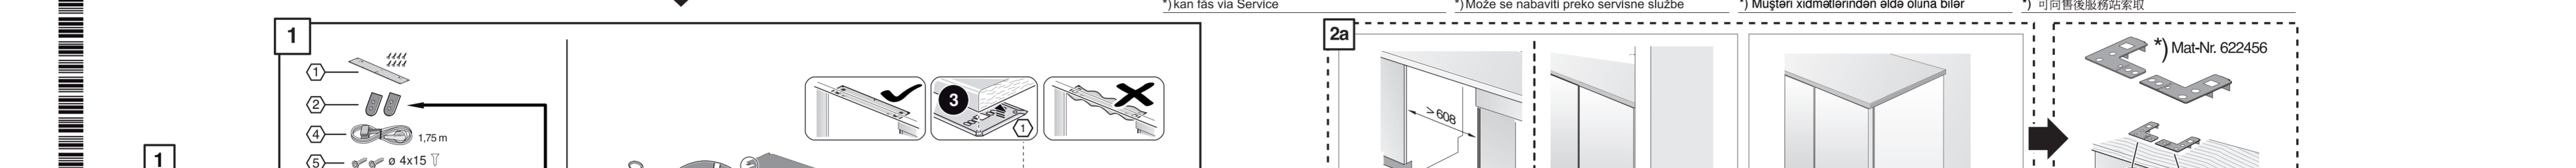 *) kan fås via Service
*) Može se nabaviti preko servisne službe
*) Müştəri xidmətlərindən əldə oluna bilər
*) 可向售後服務站索取
1
2a
1
*) Mat-Nr. 622456
2
3
1
> 608
4
1,75 m
1
5
ø 4x15